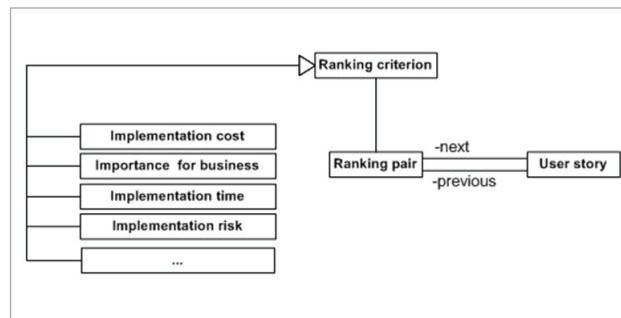 Ranking criterion
Implementation cost
Importance for business
Implementation time
Implementation risk
...
Ranking pair
-next
-previous
User story